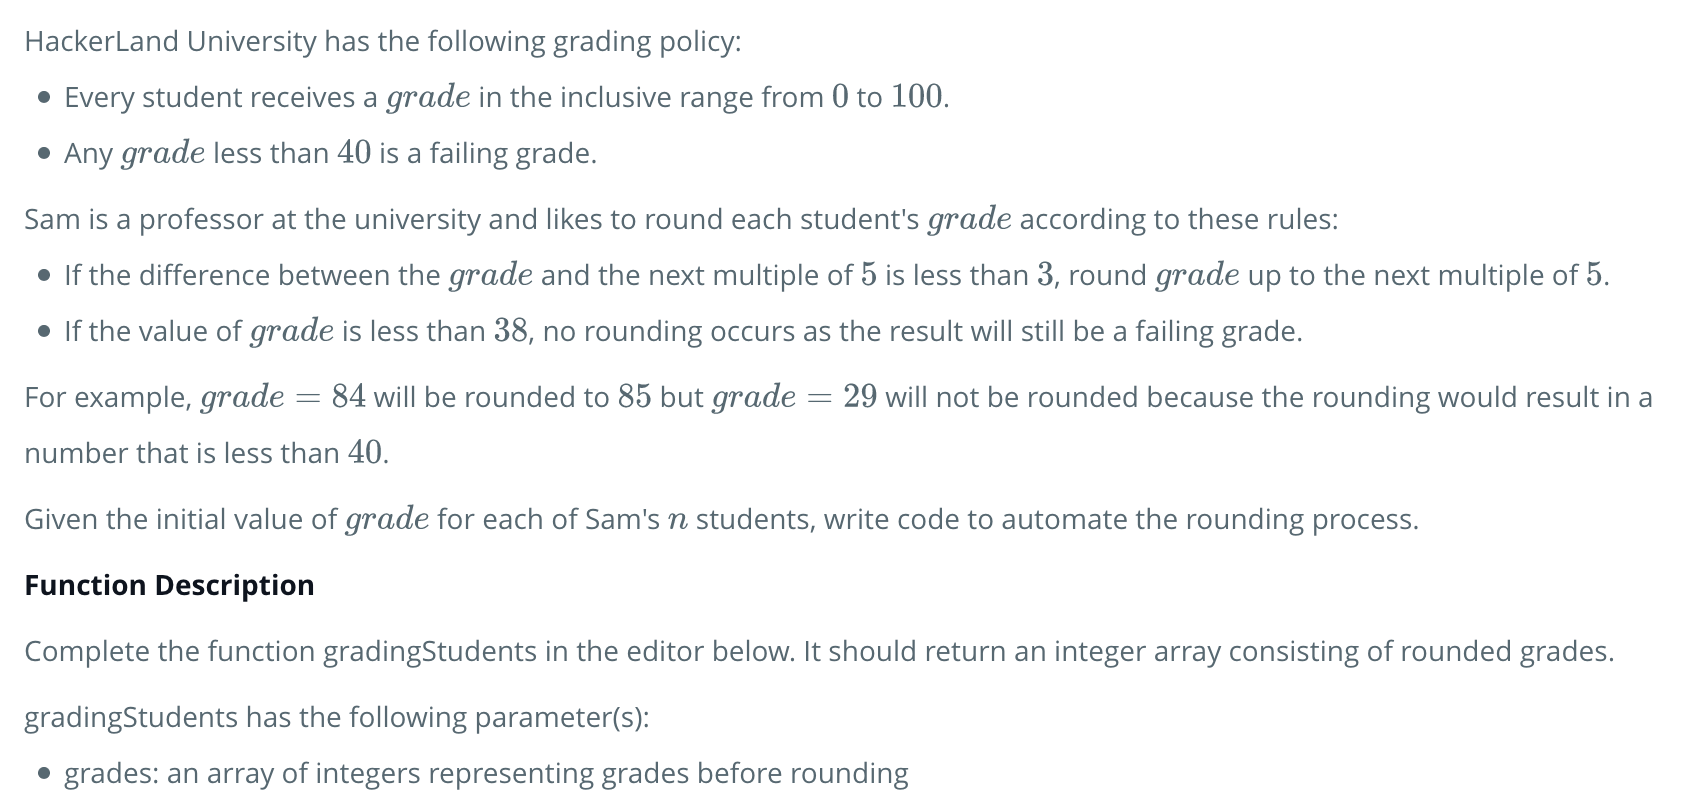 HackerLand University has the following grading policy:
• Every student receives a grade in the inclusive range from 0 to 100.
• Any grade less than 40 is a failing grade.
Sam is a professor at the university and likes to round each student's grade according to these rules:
• If the difference between the grade and the next multiple of 5 is less than 3, round grade up to the next multiple of 5.
• If the value of grade is less than 38, no rounding occurs as the result will still be a failing grade.
For example, grade = 84 will be rounded to 85 but grade = 29 will not be rounded because the rounding would result in a
number that is less than 40.
Given the initial value of grade for each of Sam's n students, write code to automate the rounding process.
Function Description
Complete the function gradingStudents in the editor below. It should return an integer array consisting of rounded grades.
gradingStudents has the following parameter(s):
• grades: an array of integers representing grades before rounding